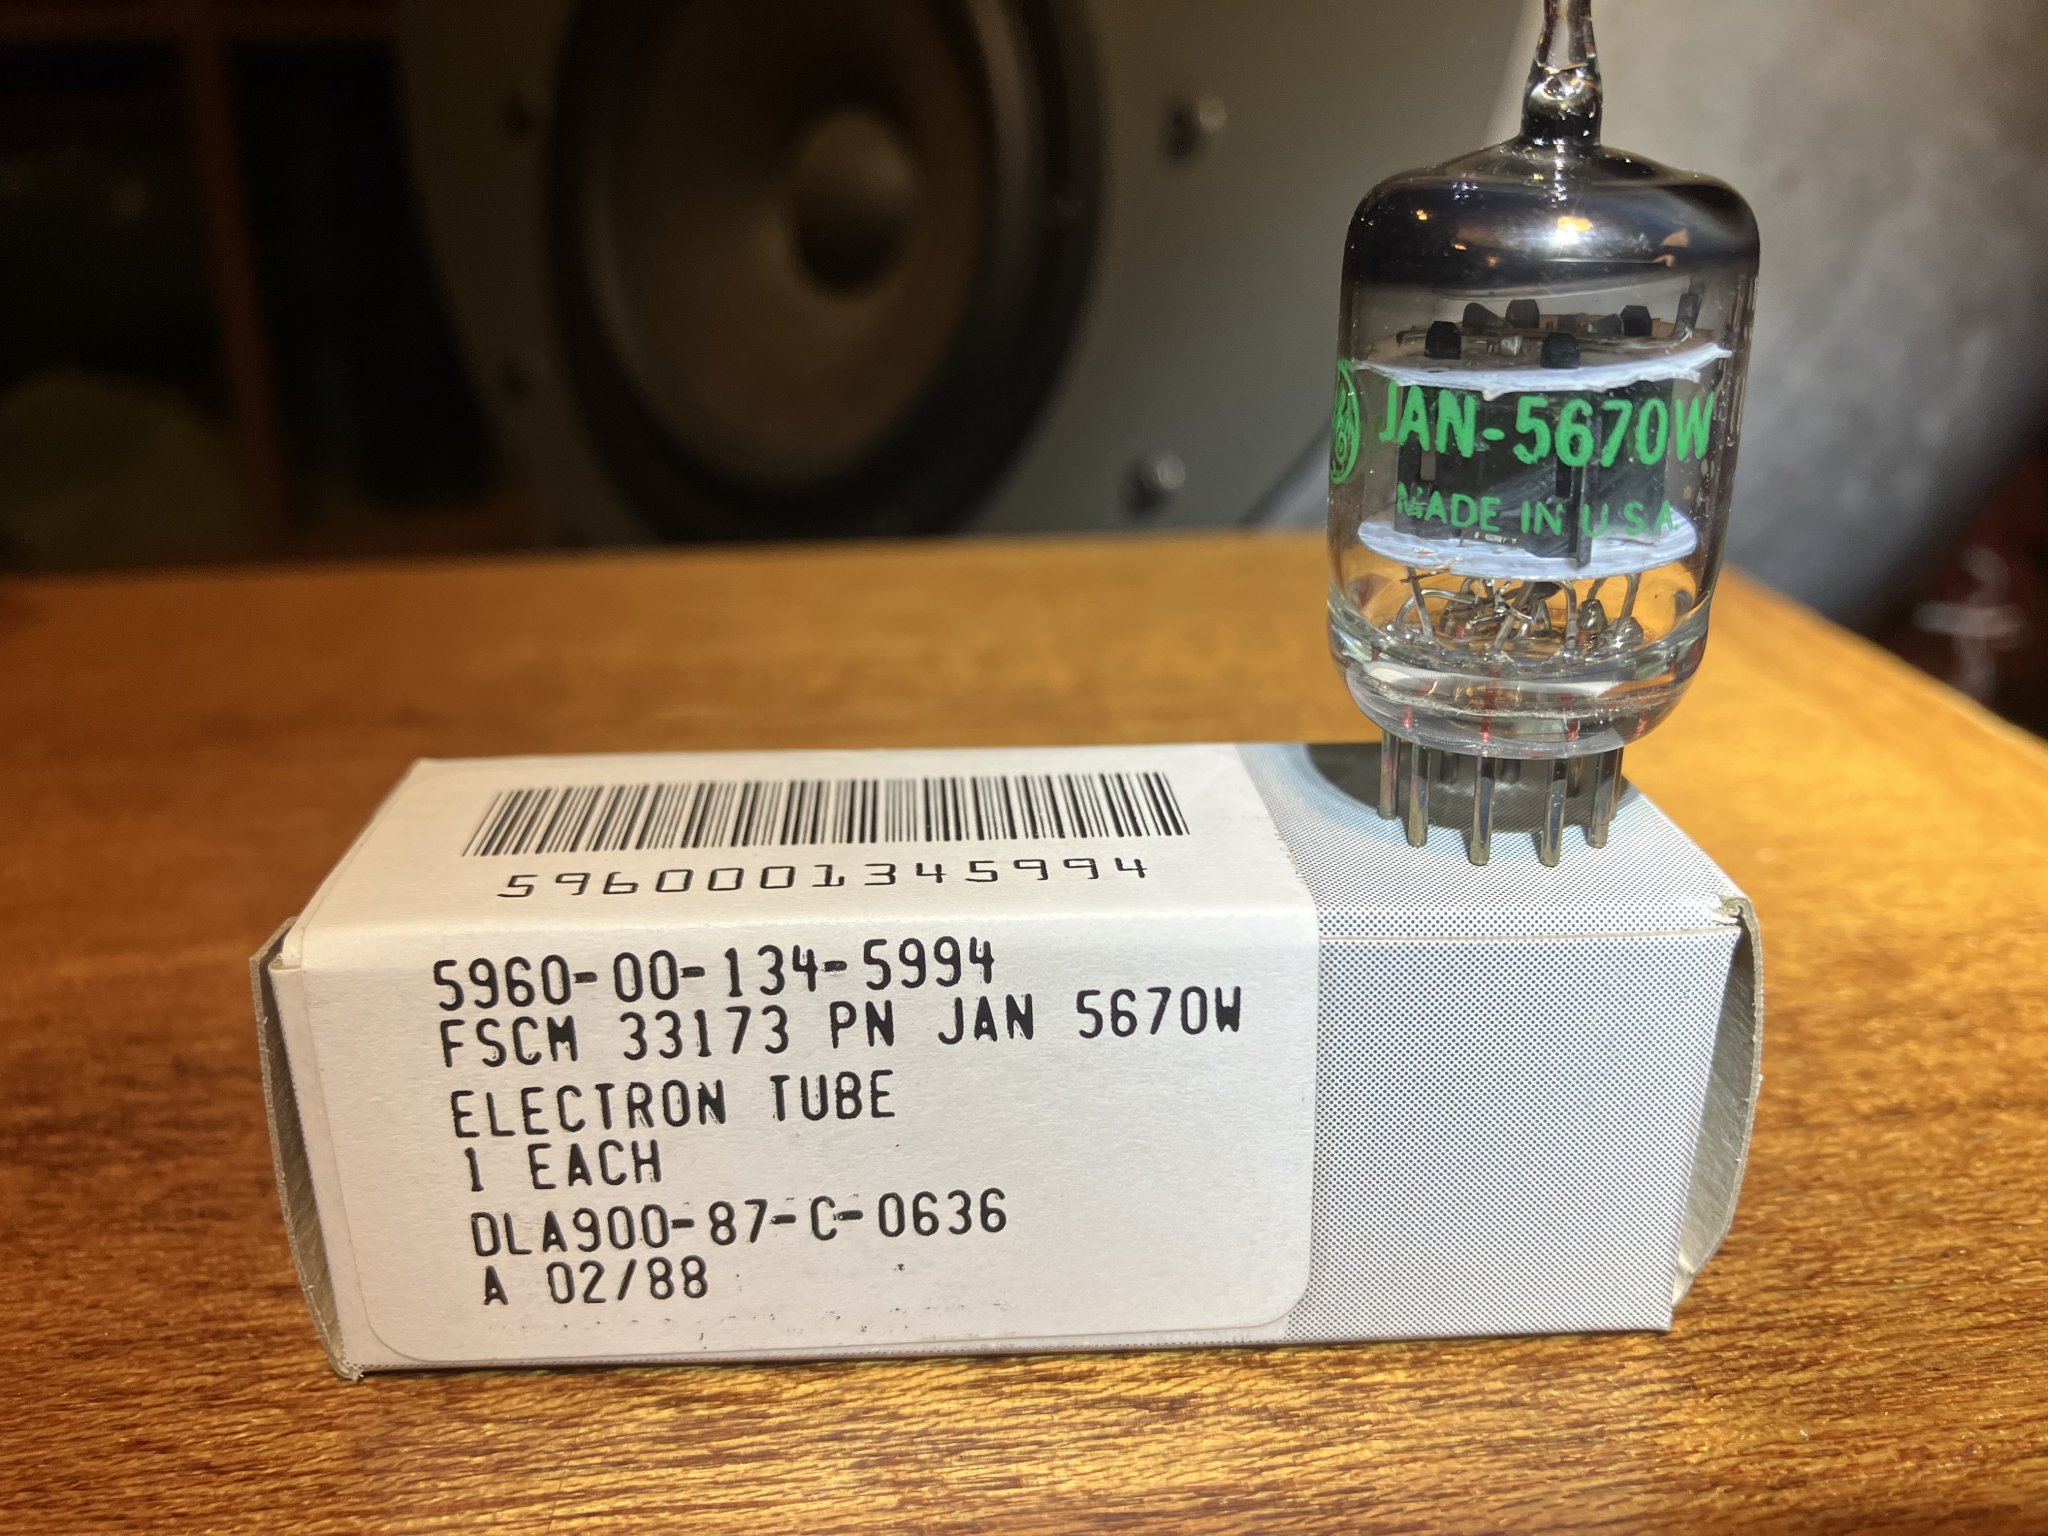 JAN-5670W
MADE IN U.S.A
5960001345994
5960-00-134-5994
FSCM 33173 PN JAN 5670W
ELECTRON TUBE
1 EACH
DLA900-87-C-0636
A 02/88